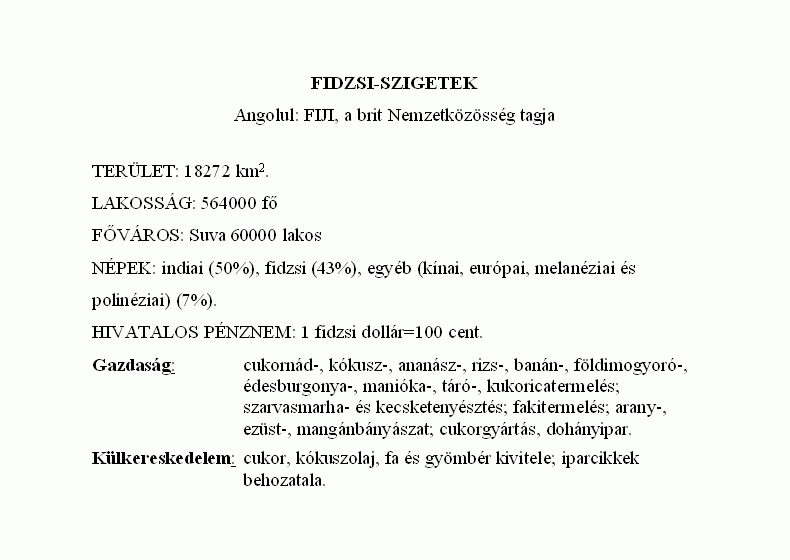 FIDZSI-SZIGETEK
Angolul: FIJI, a brit Nemzetközösség tagja
TERÜLET: 18272 km².
LAKOSSÁG: 564000 fő
FŐVÁROS: Suva 60000 lakos
NÉPEK: indiai (50%), fidzsi (43%), egyéb (kínai, európai, melanéziai és
polinéziai) (7%).
HIVATALOS PÉNZNEM: 1 fidzsi dollár=100 cent.
Gazdaság: cukornád-, kókusz-, ananász-, rizs-, banán-, földimogyoró-,
édesburgonya-, manióka-, táró-, kukoricatermelés;
szarvasmarha- és kecsketenyésztés; fakitermelés; arany-,
ezüst-, mangánbányászat; cukorgyártás, dohányipar.
Külkereskedelem: cukor, kókuszolaj, fa és gyömbér kivitele; iparcikkek
behozatala.